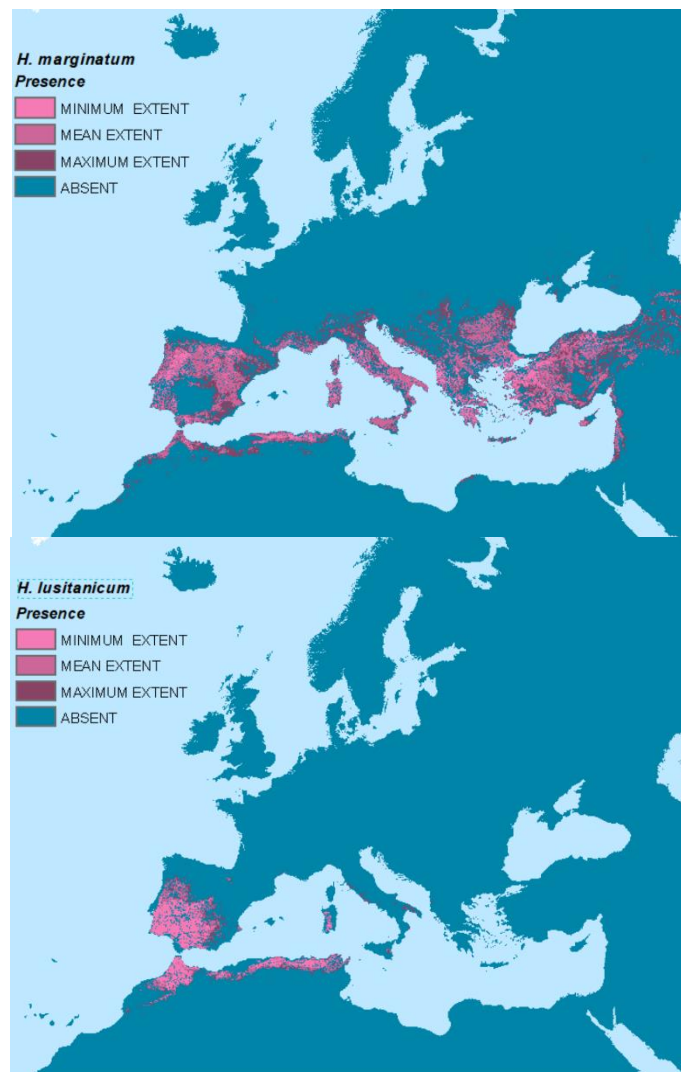 H. marginatum
Presence
MINIMUM EXTENT
MEAN EXTENT
MAXIMUM EXTENT
ABSENT
H. lusitanicum
Presence
MINIMUM EXTENT
MEAN EXTENT
MAXIMUM EXTENT
ABSENT